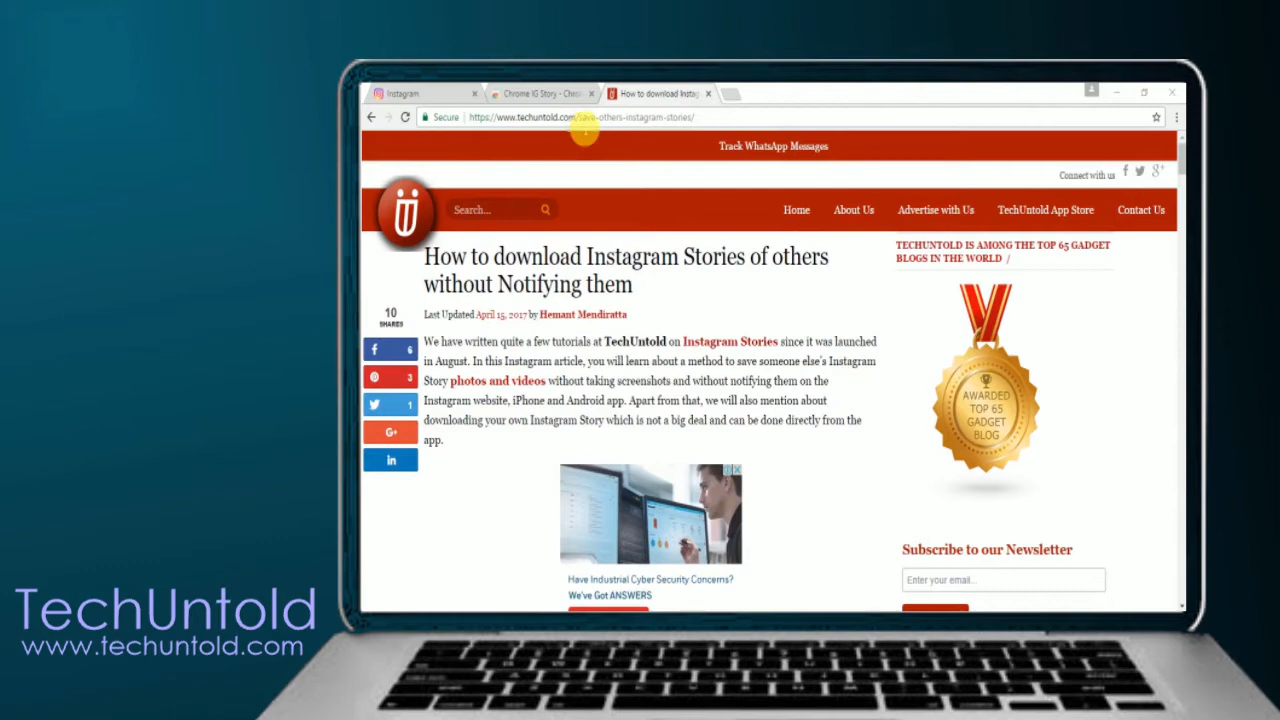 Instagram
Chrome IG Story - Chro
How to download Instag
Secure
https://www.techuntold.com/save-others-instagram-stories/
Track WhatsApp Messages
Connect with us
Search...
Home
About Us
Advertise with Us
TechUntold App Store
Contact Us
How to download Instagram Stories of others
without Notifying them
Last Updated April 15, 2017 by Hemant Mendiratta
10
SHARES
6
3
1
G+
in
We have written quite a few tutorials at TechUntold on Instagram Stories since it was launched
in August. In this Instagram article, you will learn about a method to save someone else's Instagram
Story photos and videos without taking screenshots and without notifying them on the
Instagram website, iPhone and Android app. Apart from that, we will also mention about
downloading your own Instagram Story which is not a big deal and can be done directly from the
app.
Have Industrial Cyber Security Concerns?
We've Got ANSWERS
TECHUNTOLD IS AMONG THE TOP 65 GADGET
BLOGS IN THE WORLD /
AWARDED
TOP 65
GADGET
BLOG
Subscribe to our Newsletter
Enter your email...
TechUntold
www.techuntold.com